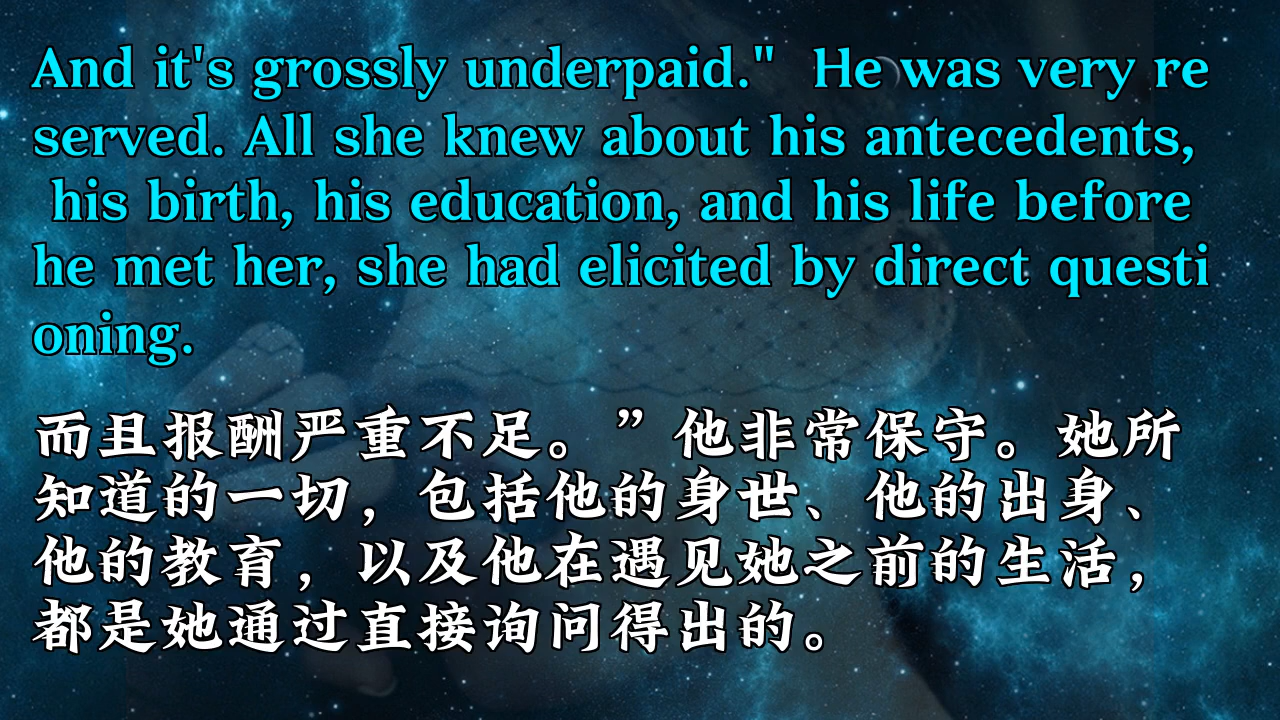 And it's grossly underpaid."  He was very re
served. All she knew about his antecedents,
his birth, his education, and his life before
he met her, she had elicited by direct questi
oning.
而且报酬严重不足。”他非常保守。她所
知道的一切，包括他的身世、他的出身、
他的教育，以及他在遇见她之前的生活，
都是她通过直接询问得出的。